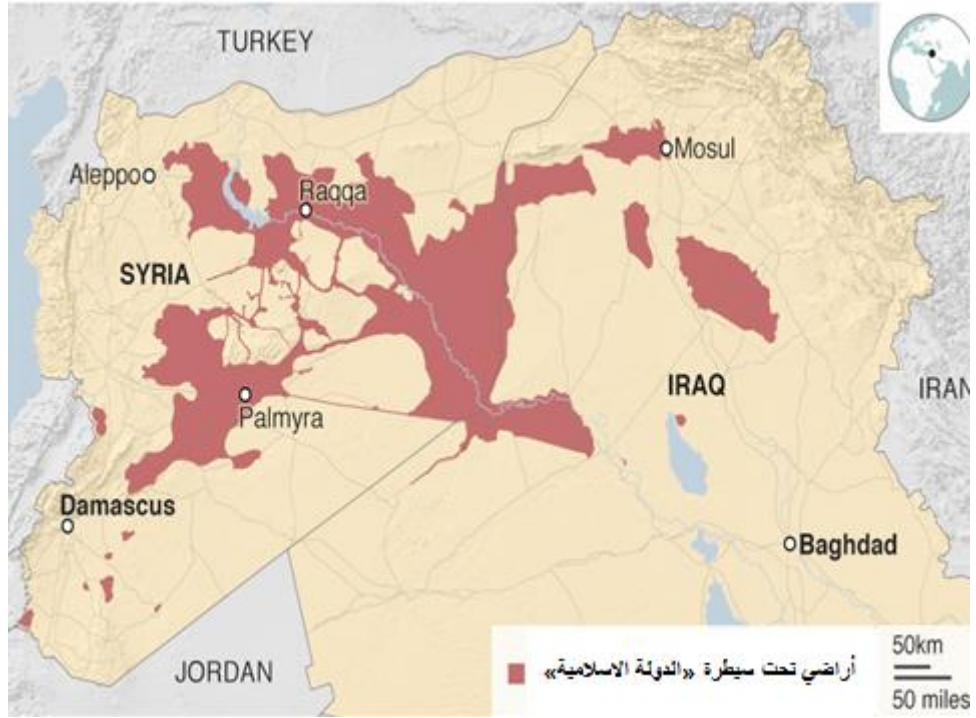 TURKEY
Aleppo
Raqqa
Mosul
SYRIA
IRAQ
IRAN
Palmyra
Damascus
Baghdad
JORDAN
أراضي تحت سيطرة «الدولة الاسلامية»
50km
50 miles